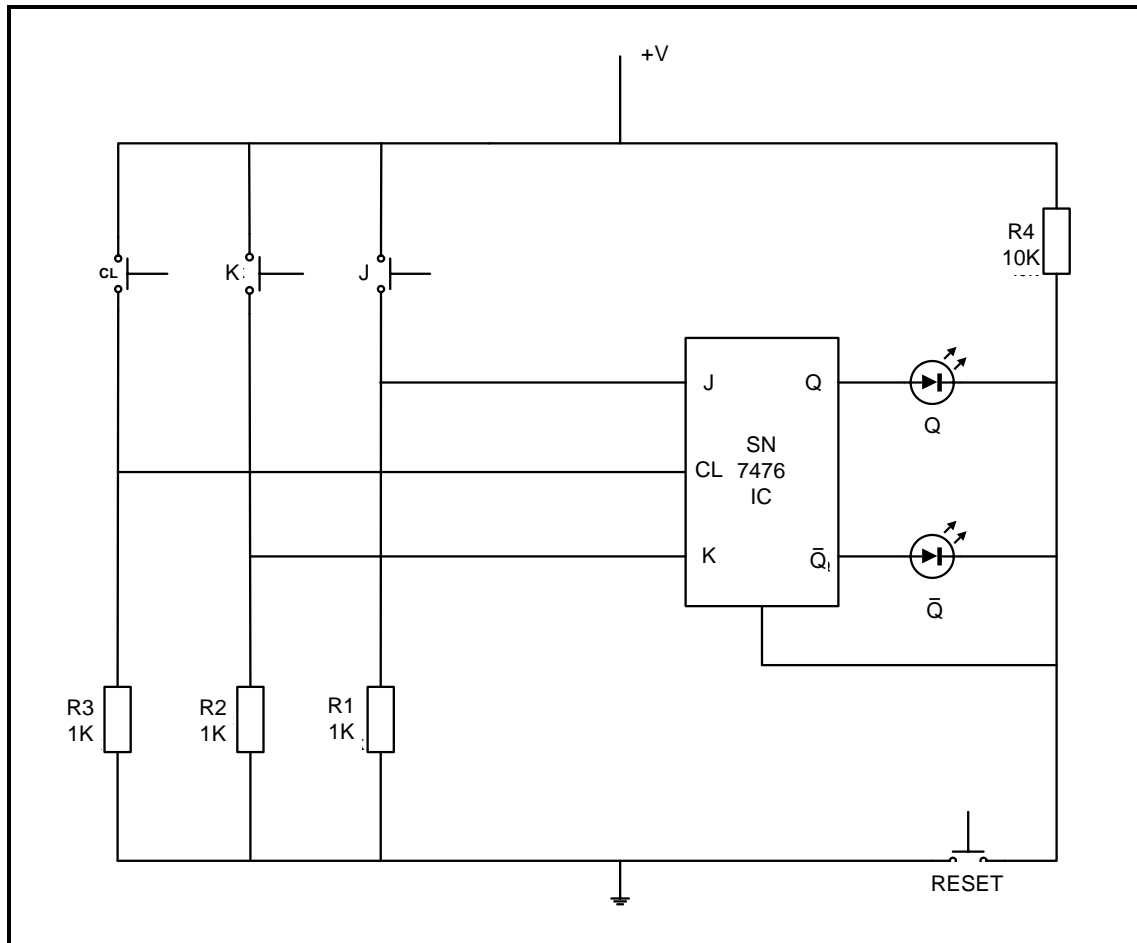 +V
R4
10K
CL
K
J
J
Q
SN
7476
IC
CL
K
Q̄
Q
Q̄
R3
1K
R2
1K
R1
1K
RESET